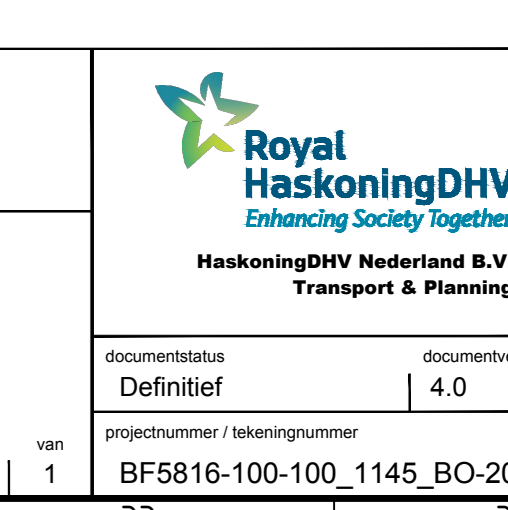 Royal
HaskoningDHV
Enhancing Society Together
HaskoningDHV Nederland B.V
Transport & Planning
documentstatus
documentve
Definitief
4.0
van
projectnummer / tekeningnummer
1
BF5816-100-100_1145_BO-20